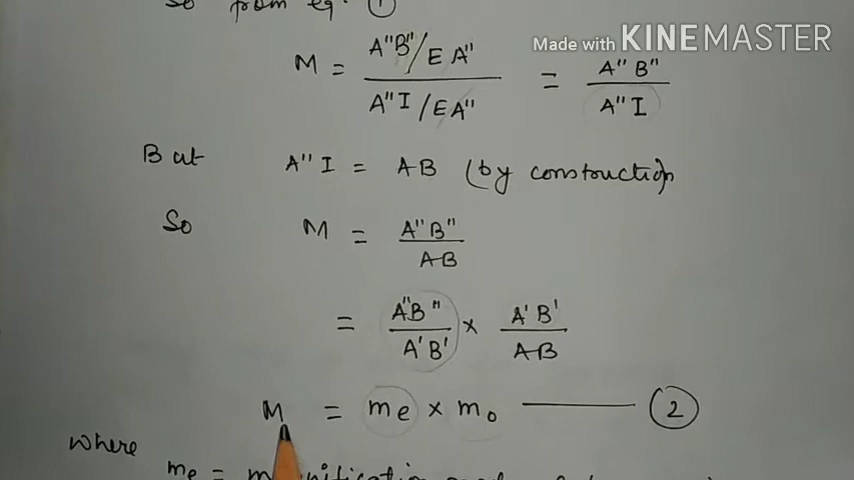 So from eq. ①
Made with KINEMASTER
M = A"B"/EA" / A"I/EA" = A"B" / A"I
But A"I = AB (by construction
So M = A"B" / AB
= A"B" / A'B' × A'B' / AB
M = me × mo ——— ②
where
me =